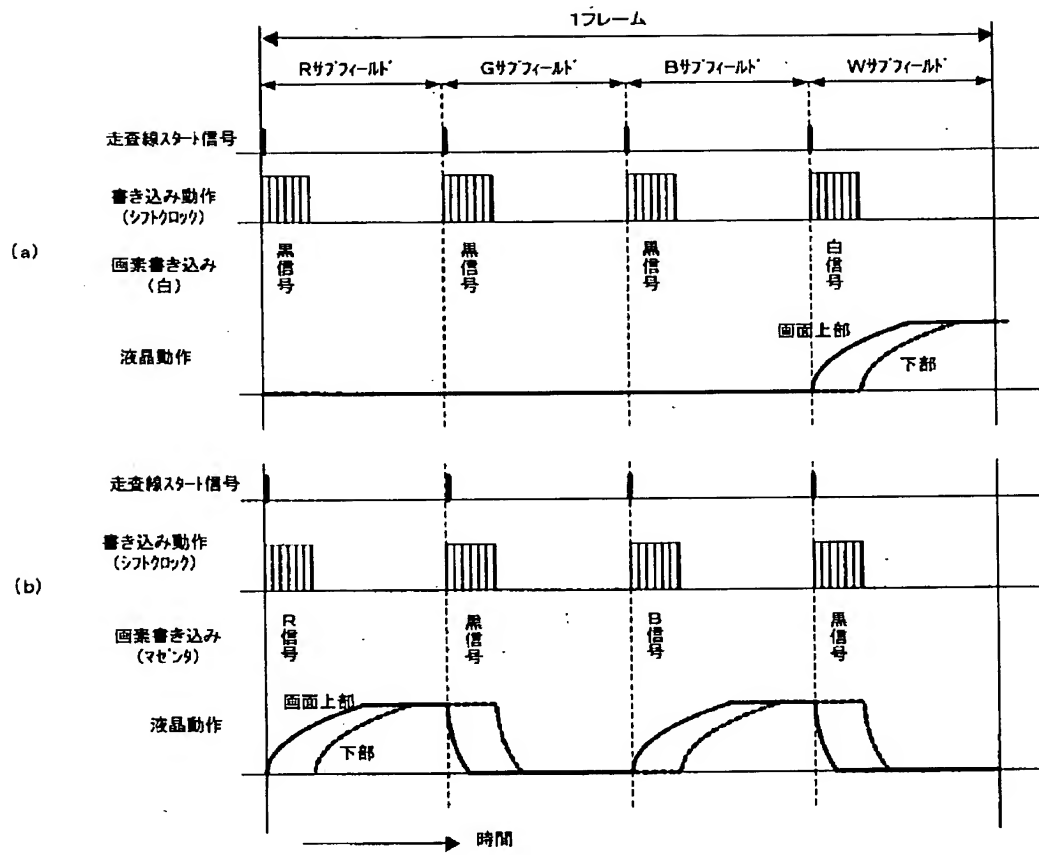 1フレーム
Rサブフィールド
Gサブフィールド
Bサブフィールド
Wサブフィールド
(a)
走査線スタート信号
書き込み動作
(シフトクロック)
画素書き込み
(白)
黒信号
黒信号
黒信号
白信号
液晶動作
画面上部
下部
(b)
走査線スタート信号
書き込み動作
(シフトクロック)
画素書き込み
(マゼンタ)
R信号
黒信号
B信号
黒信号
液晶動作
画面上部
下部
時間